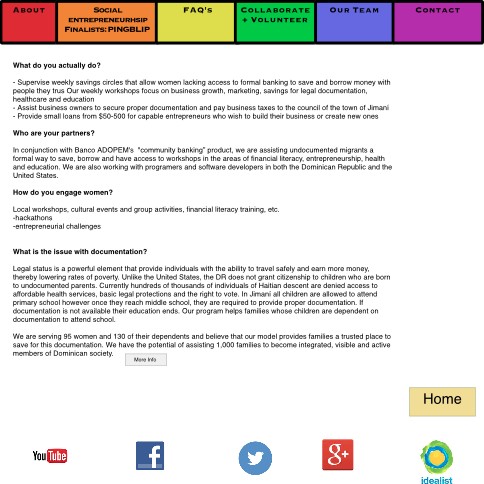 About
Social Entrepreneurhsip Finalists: PINGBLIP
FAQ's
Collaborate + Volunteer
Our Team
Contact
What do you actually do?
- Supervise weekly savings circles that allow women lacking access to formal banking to save and borrow money with
people they trus Our weekly workshops focus on business growth, marketing, savings for legal documentation,
healthcare and education
- Assist business owners to secure proper documentation and pay business taxes to the council of the town of Jimani
- Provide small loans from $50-500 for capable entrepreneurs who wish to build their business or create new ones
Who are your partners?
In conjunction with Banco ADOPEM's "community banking" product, we are assisting undocumented migrants a
formal way to save, borrow and have access to workshops in the areas of financial literacy, entrepreneurship, health
and education. We are also working with programers and software developers in both the Dominican Republic and the
United States.
How do you engage women?
Local workshops, cultural events and group activities, financial literacy training, etc.
-hackathons
-entrepreneurial challenges
What is the issue with documentation?
Legal status is a powerful element that provide individuals with the ability to travel safely and earn more money,
thereby lowering rates of poverty. Unlike the United States, the DR does not grant citizenship to children who are born
to undocumented parents. Currently hundreds of thousands of individuals of Haitian descent are denied access to
affordable health services, basic legal protections and the right to vote. In Jimani all children are allowed to attend
primary school however once they reach middle school, they are required to provide proper documentation. If
documentation is not available their education ends. Our program helps families whose children are dependent on
documentation to attend school.
We are serving 95 women and 130 of their dependents and believe that our model provides families a trusted place to
save for this documentation. We have the potential of assisting 1,000 families to become integrated, visible and active
members of Dominican society.
More Info
Home
YouTube
f
g+
idealist